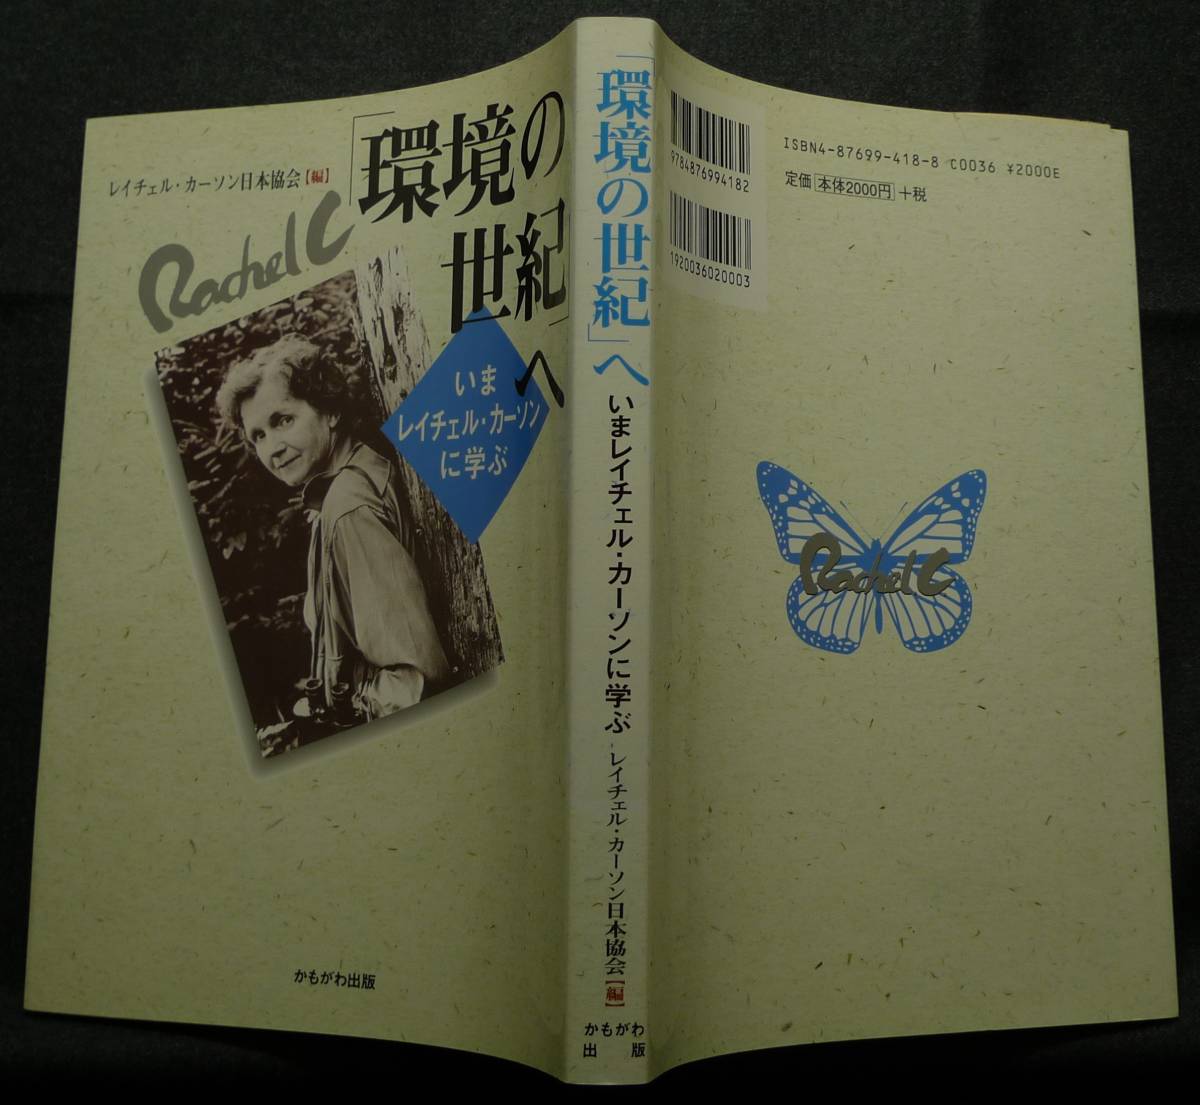 レイチェル・カーソン日本協会【編】
「環境の
世紀」へ
Rachel C
いま
レイチェル・カーソン
に学ぶ
かもがわ出版
「環境の世紀」へ いまレイチェル・カーソンに学ぶ レイチェル・カーソン日本協会【編】
かもがわ
出版
9784876994182
1920036020003
ISBN4-87699-418-8 C0036 ¥2000E
定価 本体2000円 +税
Rachel C